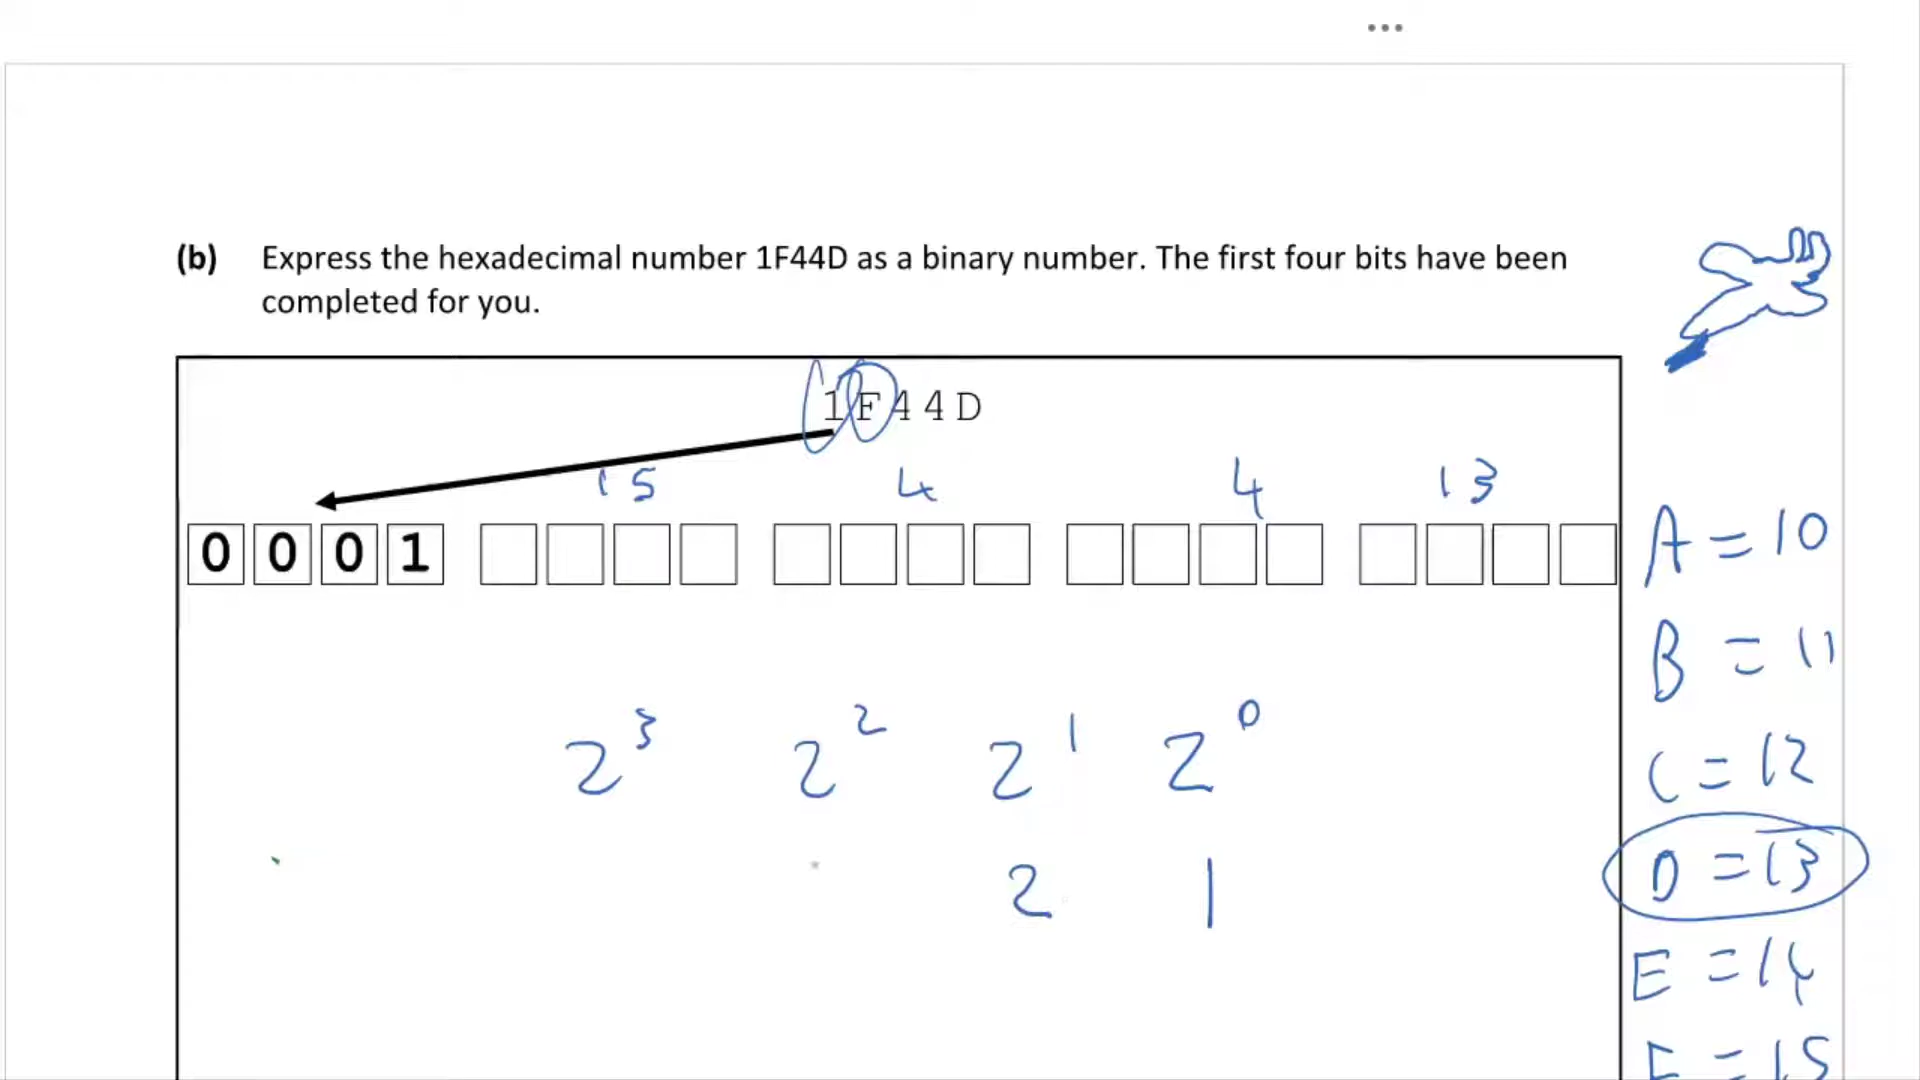 (b) Express the hexadecimal number 1F44D as a binary number. The first four bits have been
completed for you.
1F44D
15 4 4 13
0 0 0 1
A = 10
B = 11
C = 12
D = 13
E = 14
F = 15
2³ 2² 2¹ 2⁰
2 1